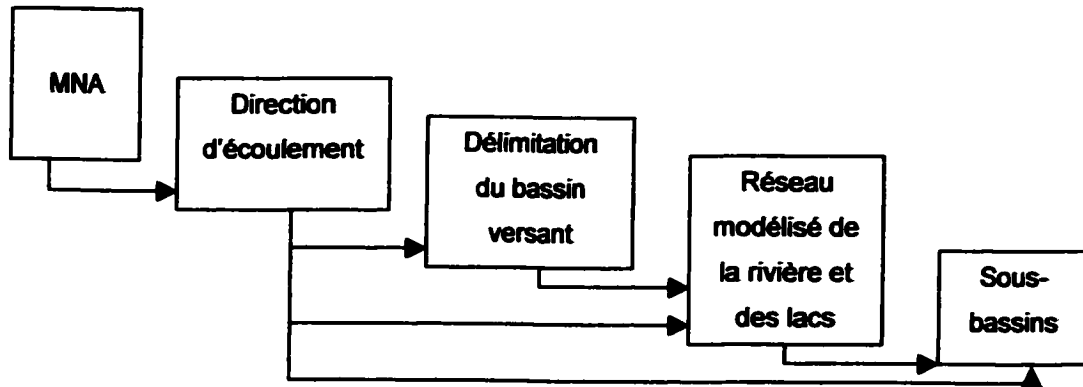 MNA
Direction
d'écoulement
Délimitation
du bassin
versant
Réseau
modélisé de
la rivière et
des lacs
Sous-
bassins